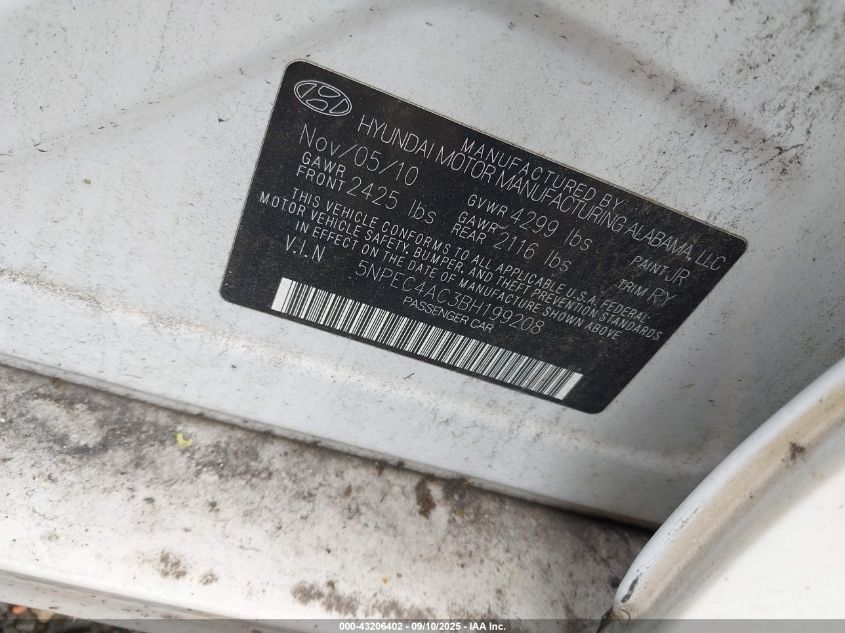 MANUFACTURED BY
HYUNDAI MOTOR MANUFACTURING ALABAMA, LLC
Nov/05/10 GVWR 4299 lbs PAINT JR
GAWR FRONT 2425 lbs GAWR REAR 2116 lbs TRIM RY
THIS VEHICLE CONFORMS TO ALL APPLICABLE U.S.A. FEDERAL
MOTOR VEHICLE SAFETY, BUMPER, AND THEFT PREVENTION STANDARDS
IN EFFECT ON THE DATE OF MANUFACTURE SHOWN ABOVE
V.I.N 5NPEC4AC3BH199208
PASSENGER CAR
000-43206402 - 09/10/2025 - IAA Inc.